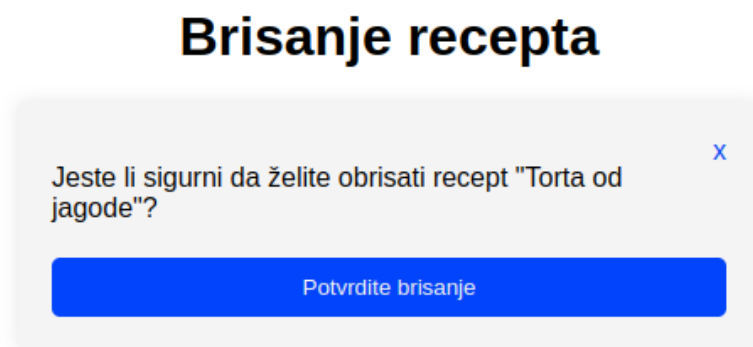 Brisanje recepta
x
Jeste li sigurni da želite obrisati recept "Torta od
jagode"?
Potvrdite brisanje